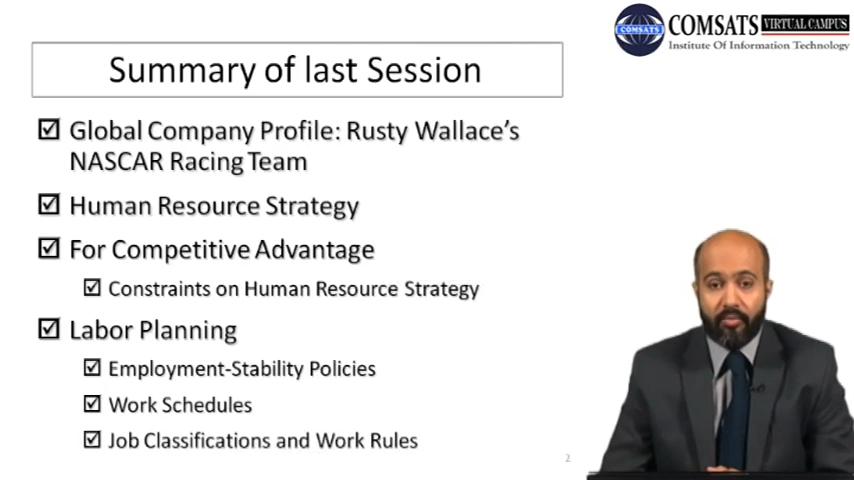 COMSATS VIRTUAL CAMPUS
COMSATS
Institute Of Information Technology
Summary of last Session
Global Company Profile: Rusty Wallace's
NASCAR Racing Team
Human Resource Strategy
For Competitive Advantage
Constraints on Human Resource Strategy
Labor Planning
Employment-Stability Policies
Work Schedules
Job Classifications and Work Rules
2